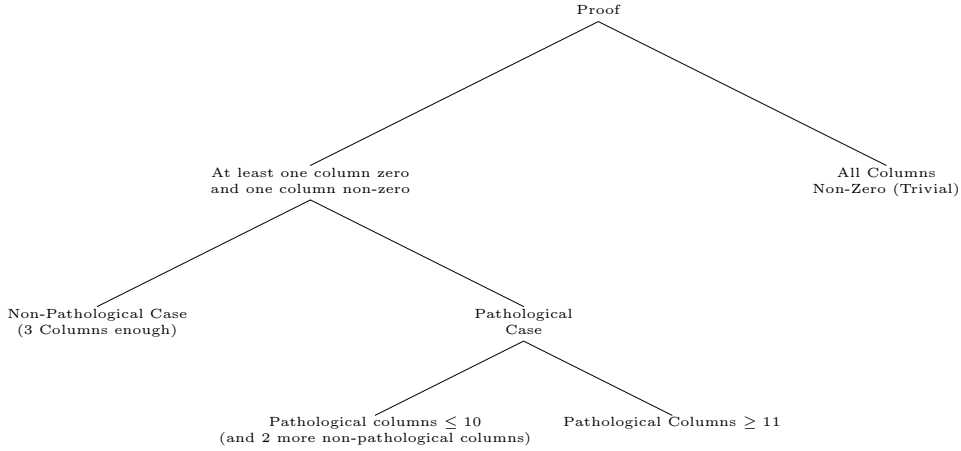 Proof
At least one column zero
and one column non-zero
All Columns
Non-Zero (Trivial)
Non-Pathological Case
(3 Columns enough)
Pathological
Case
Pathological columns ≤ 10
(and 2 more non-pathological columns)
Pathological Columns ≥ 11